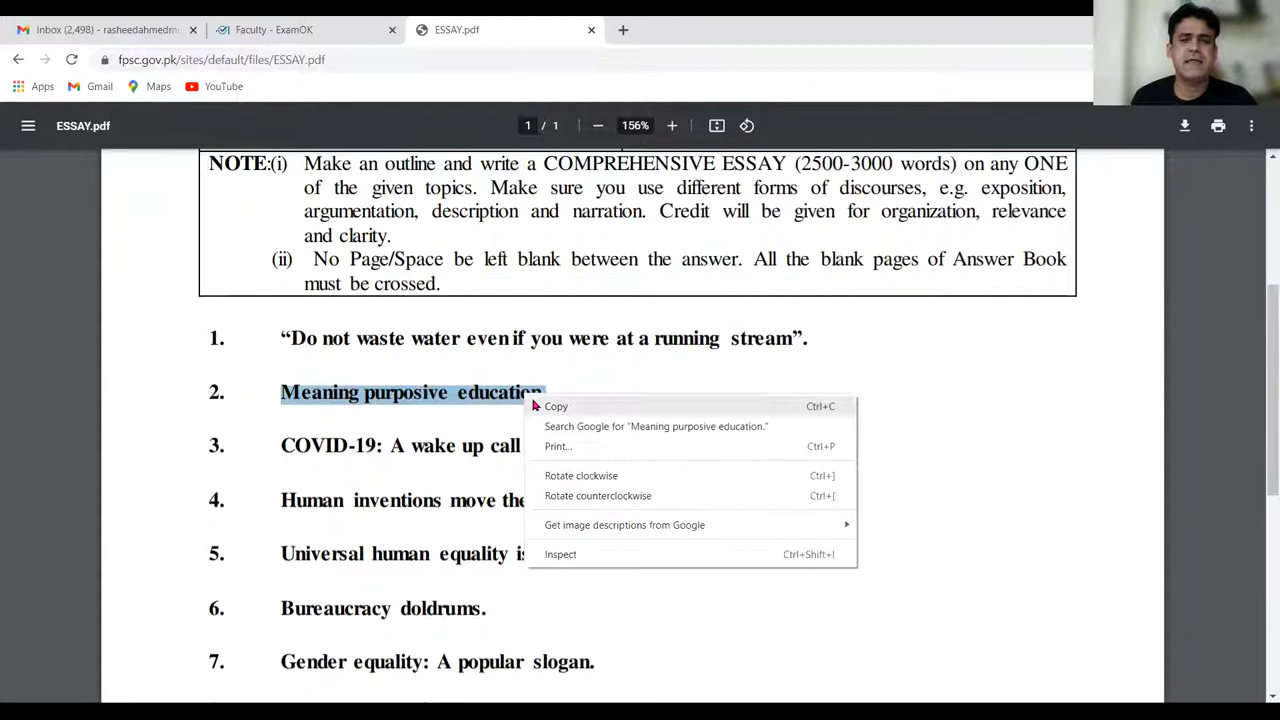 Inbox (2,498) - rasheedahmedm
Faculty - ExamOK
ESSAY.pdf
fpsc.gov.pk/sites/default/files/ESSAY.pdf
Apps
Gmail
Maps
YouTube
ESSAY.pdf
1 / 1
156%
NOTE:(i) Make an outline and write a COMPREHENSIVE ESSAY (2500-3000 words) on any ONE
of the given topics. Make sure you use different forms of discourses, e.g. exposition,
argumentation, description and narration. Credit will be given for organization, relevance
and clarity.
(ii) No Page/Space be left blank between the answer. All the blank pages of Answer Book
must be crossed.
1. “Do not waste water even if you were at a running stream”.
2. Meaning purposive education.
3. COVID-19: A wake up call
4. Human inventions move the
5. Universal human equality is
6. Bureaucracy doldrums.
7. Gender equality: A popular slogan.
Copy Ctrl+C
Search Google for “Meaning purposive education.”
Print... Ctrl+P
Rotate clockwise Ctrl+]
Rotate counterclockwise Ctrl+[
Get image descriptions from Google
Inspect Ctrl+Shift+I